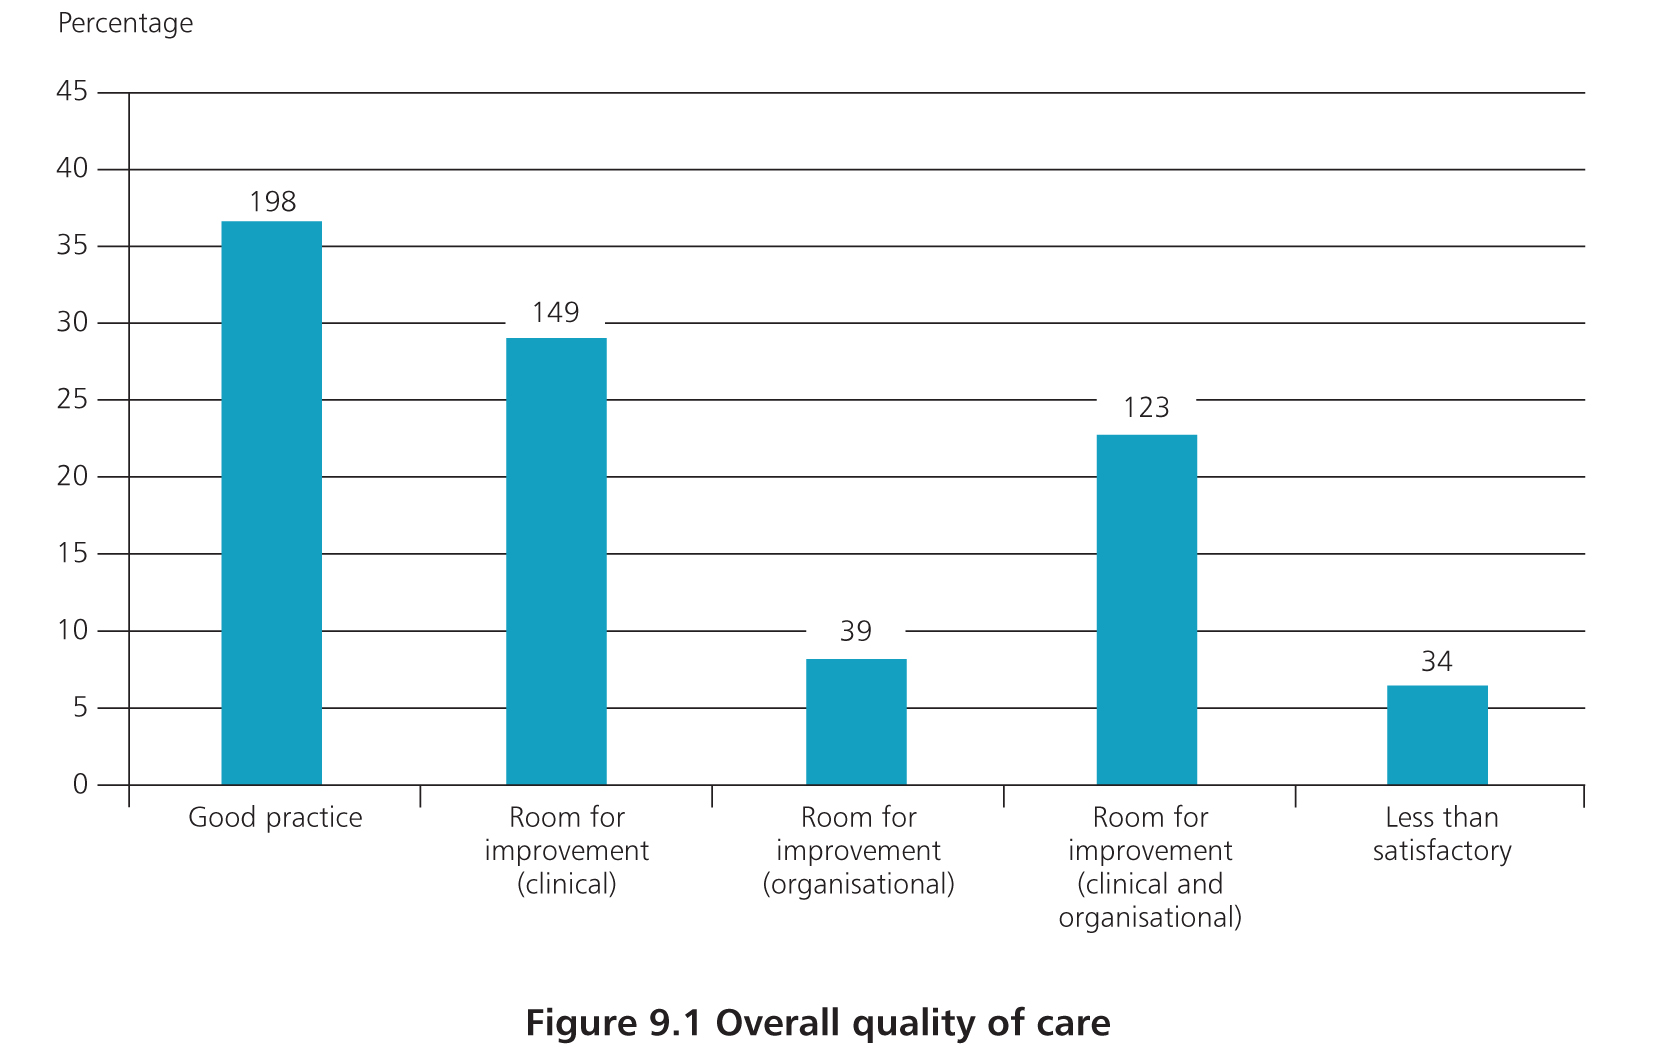 Percentage
45
40
35
30
25
20
15
10
5
0
198
149
39
123
34
Good practice
Room for
improvement
(clinical)
Room for
improvement
(organisational)
Room for
improvement
(clinical and
organisational)
Less than
satisfactory
Figure 9.1 Overall quality of care